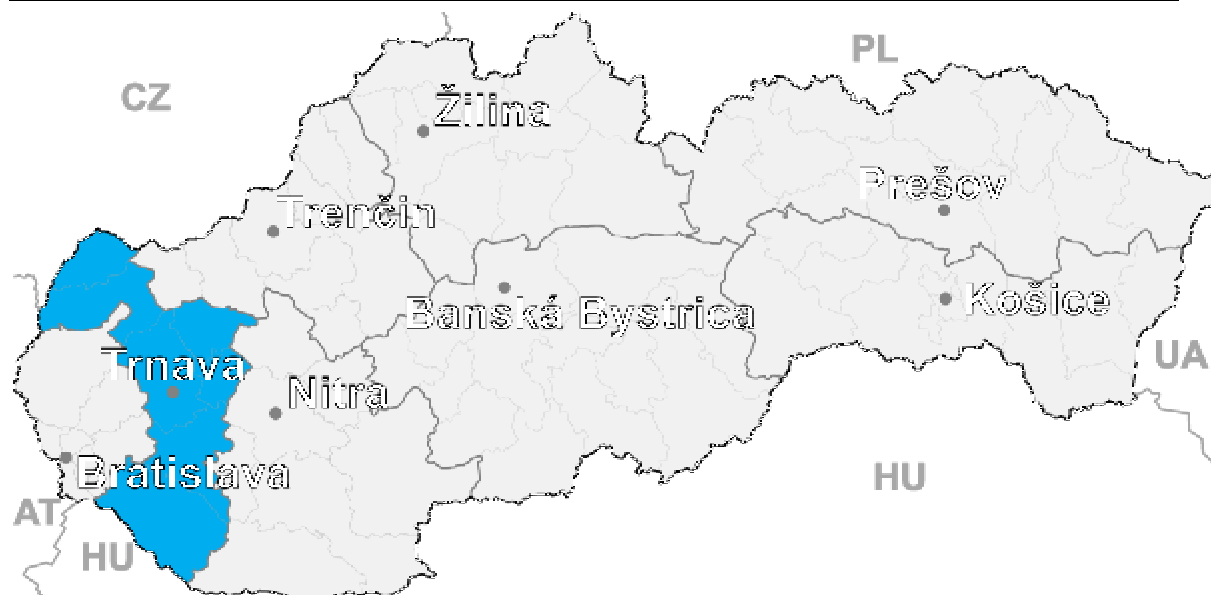 PL
CZ
Žilina
Prešov
Trenčín
Košice
Banská Bystrica
UA
Trnava
Nitra
Bratislava
HU
AT
HU